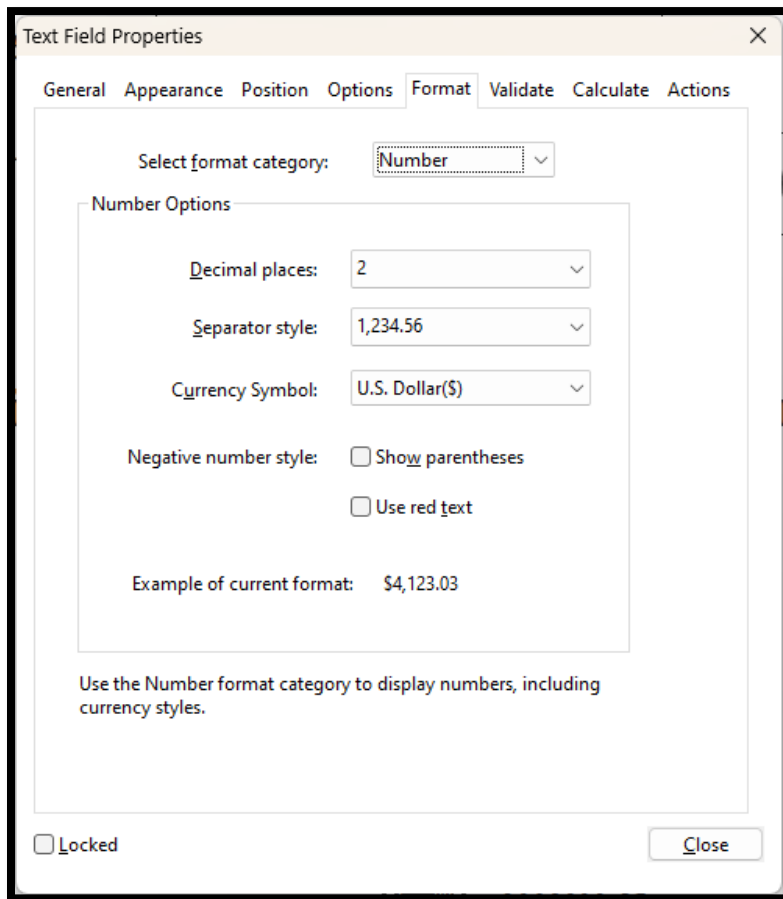 Text Field Properties
General Appearance Position Options Format Validate Calculate Actions
Select format category: Number
Number Options
Decimal places: 2
Separator style: 1,234.56
Currency Symbol: U.S. Dollar($)
Negative number style: Show parentheses
Use red text
Example of current format: $4,123.03
Use the Number format category to display numbers, including
currency styles.
Locked Close